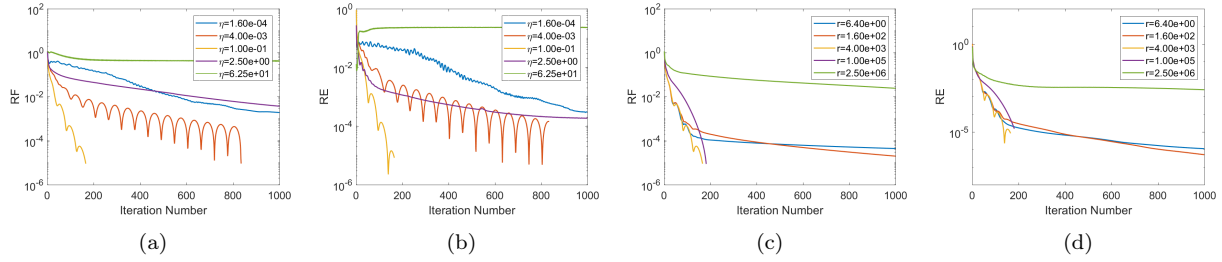 10^2
10^0
10^-2
10^-4
10^-6
RF
0
200
400
600
800
1000
Iteration Number
η=1.60e-04
η=4.00e-03
η=1.00e-01
η=2.50e+00
η=6.25e+01
(a)
10^0
10^-2
10^-4
10^-6
RE
0
200
400
600
800
1000
Iteration Number
η=1.60e-04
η=4.00e-03
η=1.00e-01
η=2.50e+00
η=6.25e+01
(b)
10^2
10^0
10^-2
10^-4
10^-6
RF
0
200
400
600
800
1000
Iteration Number
r=6.40e+00
r=1.60e+02
r=4.00e+03
r=1.00e+05
r=2.50e+06
(c)
10^0
10^-5
RE
0
200
400
600
800
1000
Iteration Number
r=6.40e+00
r=1.60e+02
r=4.00e+03
r=1.00e+05
r=2.50e+06
(d)